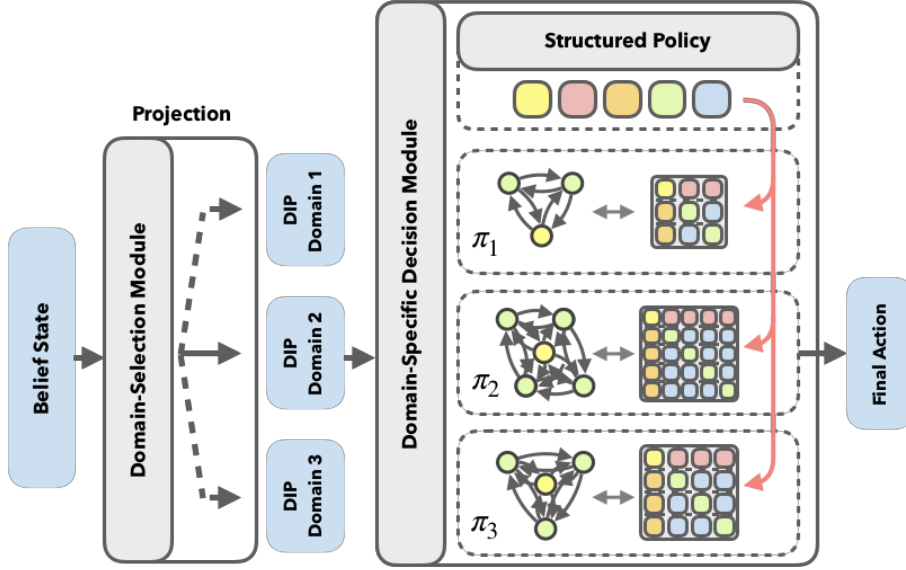 Structured Policy
Projection
Belief State
Domain-Selection Module
DIP
Domain 1
DIP
Domain 2
DIP
Domain 3
Domain-Specific Decision Module
π1
π2
π3
Final Action